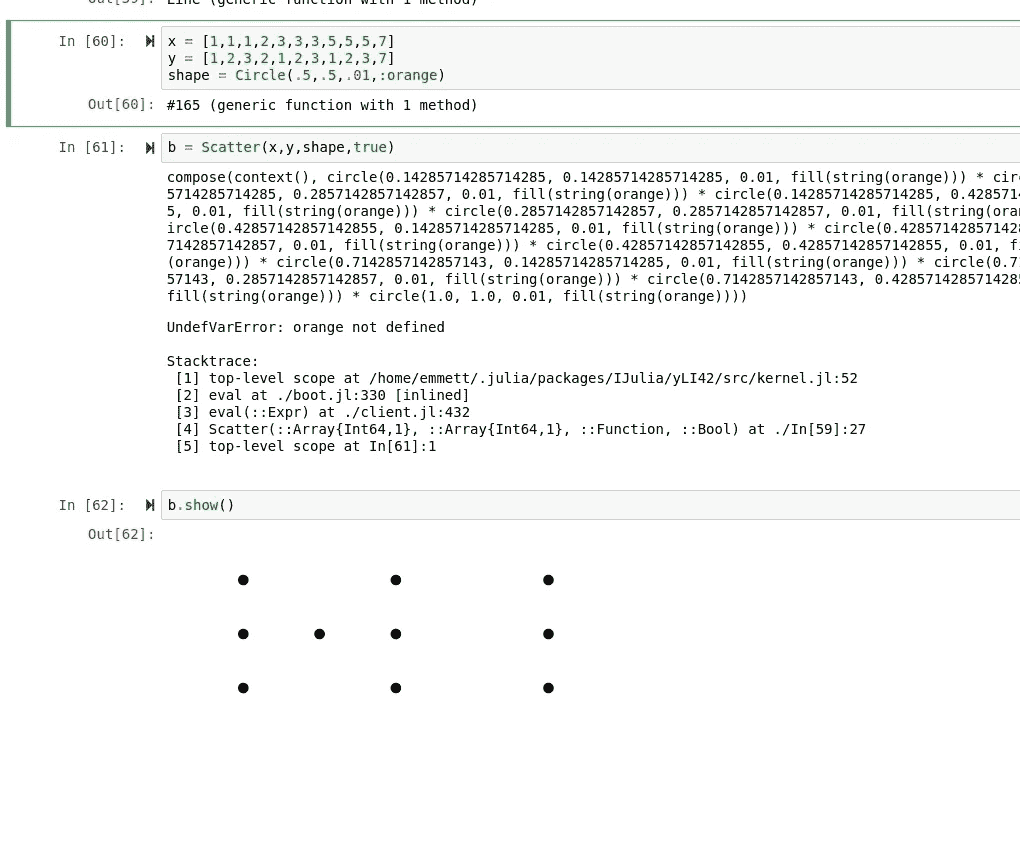 Out[59]: Line (generic function with 1 method)
In [60]: x = [1,1,1,2,3,3,3,5,5,5,7]
y = [1,2,3,2,1,2,3,1,2,3,7]
shape = Circle(.5,.5,.01,:orange)
Out[60]: #165 (generic function with 1 method)
In [61]: b = Scatter(x,y,shape,true)
compose(context(), circle(0.14285714285714285, 0.14285714285714285, 0.01, fill(string(orange))) * circ
5714285714285, 0.2857142857142857, 0.01, fill(string(orange))) * circle(0.14285714285714285, 0.4285714
5, 0.01, fill(string(orange))) * circle(0.2857142857142857, 0.2857142857142857, 0.01, fill(string(oran
ircle(0.42857142857142855, 0.14285714285714285, 0.01, fill(string(orange))) * circle(0.428571428571428
7142857142857, 0.01, fill(string(orange))) * circle(0.42857142857142855, 0.42857142857142855, 0.01, f
(orange))) * circle(0.7142857142857143, 0.14285714285714285, 0.01, fill(string(orange))) * circle(0.71
57143, 0.2857142857142857, 0.01, fill(string(orange))) * circle(0.7142857142857143, 0.4285714285714285
fill(string(orange))) * circle(1.0, 1.0, 0.01, fill(string(orange))))
UndefVarError: orange not defined
Stacktrace:
[1] top-level scope at /home/emmett/.julia/packages/IJulia/yLI42/src/kernel.jl:52
[2] eval at ./boot.jl:330 [inlined]
[3] eval(::Expr) at ./client.jl:432
[4] Scatter(::Array{Int64,1}, ::Array{Int64,1}, ::Function, ::Bool) at ./In[59]:27
[5] top-level scope at In[61]:1
In [62]: b.show()
Out[62]: